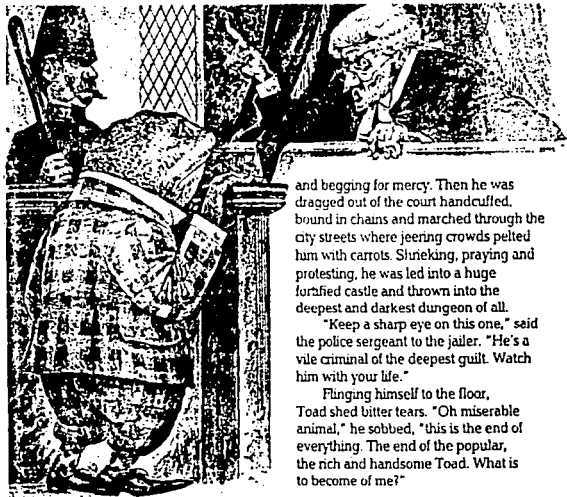 and begging for mercy. Then he was
dragged out of the court handcuffed,
bound in chains and marched through the
city streets where jeering crowds pelted
him with carrots. Shrieking, praying and
protesting, he was led into a huge
fortified castle and thrown into the
deepest and darkest dungeon of all.
"Keep a sharp eye on this one," said
the police sergeant to the jailer. "He's a
vile criminal of the deepest guilt. Watch
him with your life."
Flinging himself to the floor,
Toad shed bitter tears. "Oh miserable
animal," he sobbed, "this is the end of
everything. The end of the popular,
the rich and handsome Toad. What is
to become of me?"